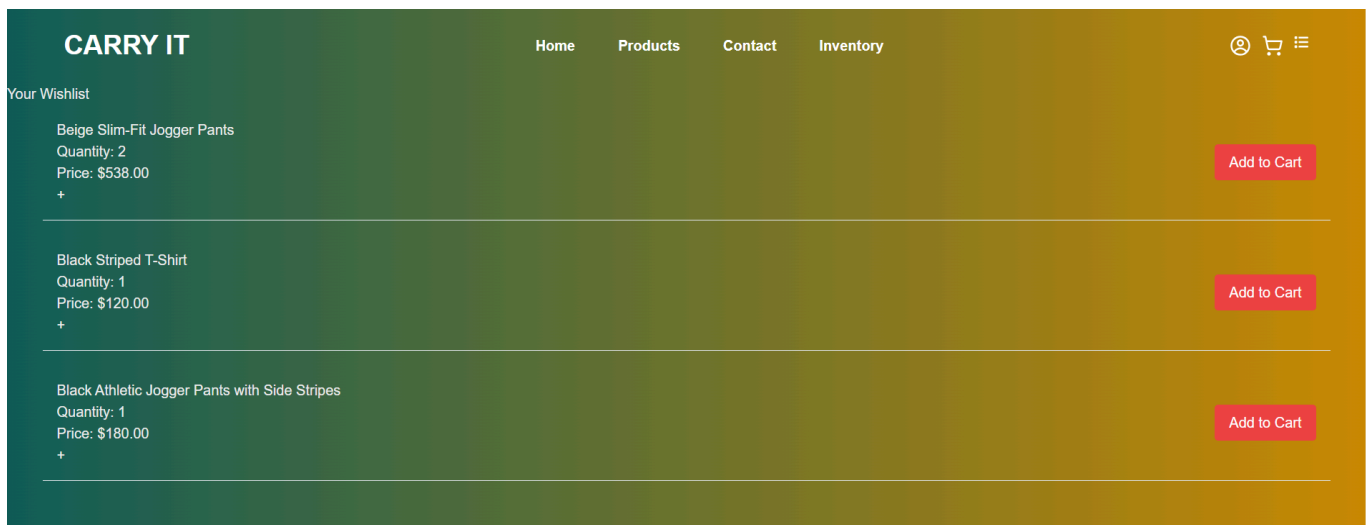 CARRY IT
Home Products Contact Inventory
Your Wishlist
Beige Slim-Fit Jogger Pants
Quantity: 2
Price: $538.00
+
Add to Cart
Black Striped T-Shirt
Quantity: 1
Price: $120.00
+
Add to Cart
Black Athletic Jogger Pants with Side Stripes
Quantity: 1
Price: $180.00
+
Add to Cart